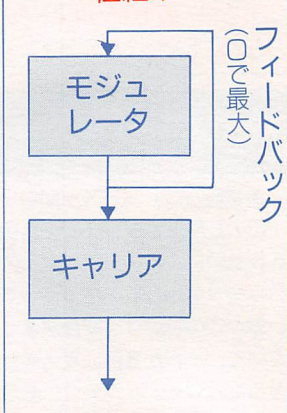 モジュ
レータ
キャリア
フィードバック
(０で最大)